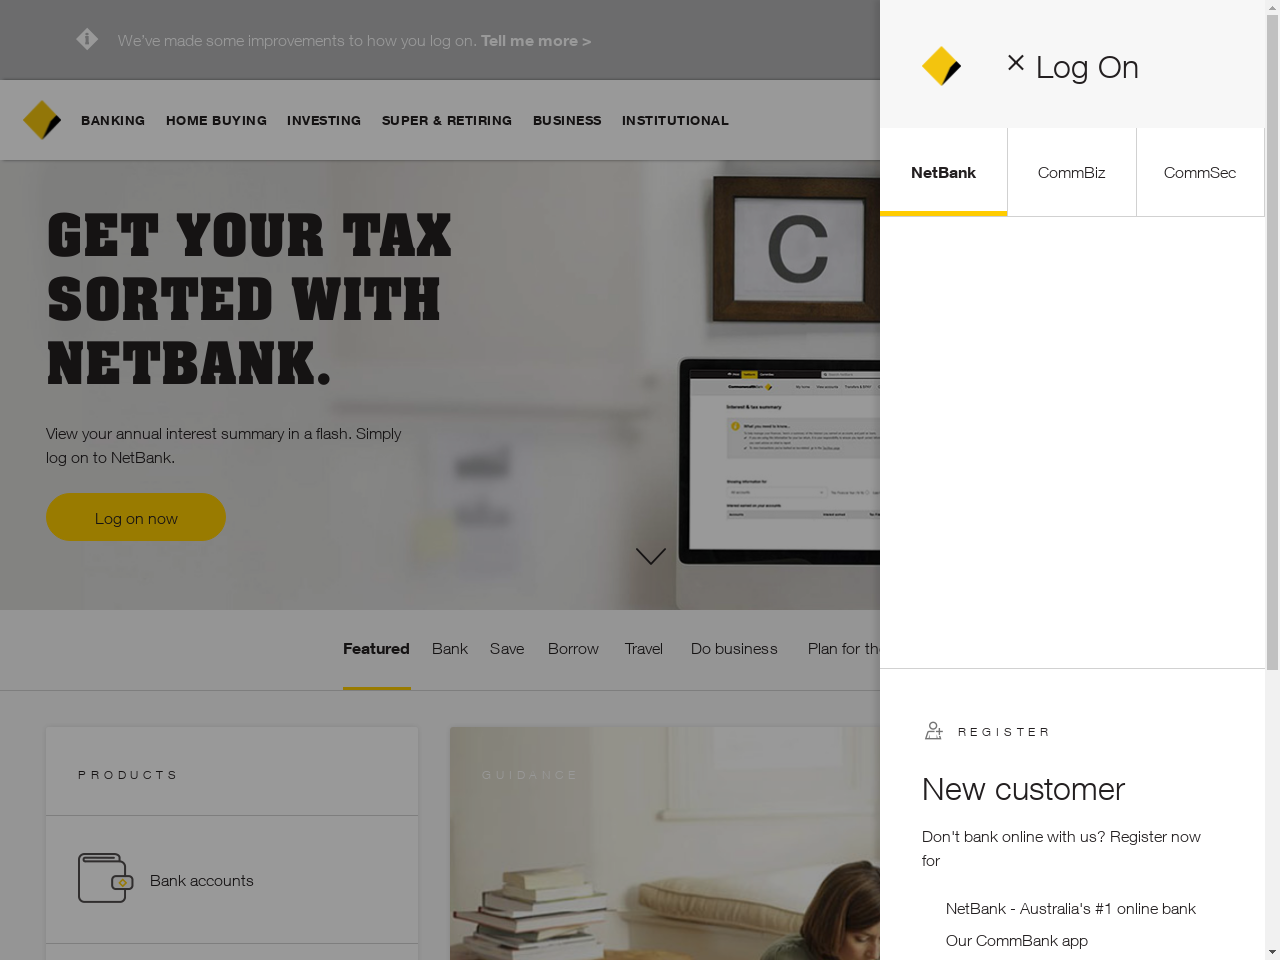 We've made some improvements to how you log on. Tell me more >
BANKING HOME BUYING INVESTING SUPER & RETIRING BUSINESS INSTITUTIONAL
GET YOUR TAX
SORTED WITH
NETBANK.
View your annual interest summary in a flash. Simply
log on to NetBank.
Log on now
C
Interest & tax summary
Featured Bank Save Borrow Travel Do business Plan for the
PRODUCTS
Bank accounts
GUIDANCE
Log On
NetBank CommBiz CommSec
REGISTER
New customer
Don't bank online with us? Register now
for
NetBank - Australia's #1 online bank
Our CommBank app